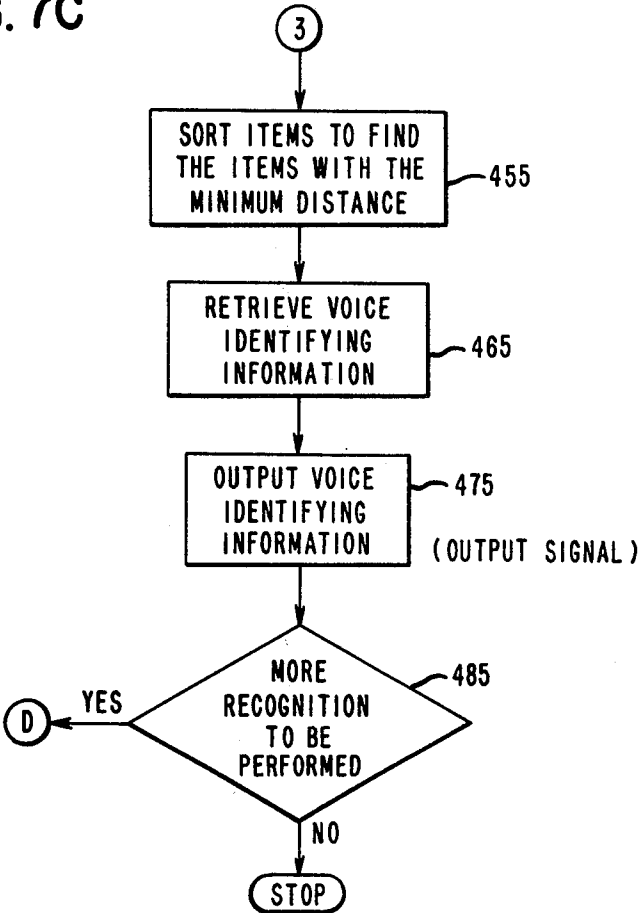 . 7C
3
SORT ITEMS TO FIND
THE ITEMS WITH THE
MINIMUM DISTANCE
455
RETRIEVE VOICE
IDENTIFYING
INFORMATION
465
OUTPUT VOICE
IDENTIFYING
INFORMATION
475
(OUTPUT SIGNAL)
MORE
RECOGNITION
TO BE
PERFORMED
485
YES
D
NO
STOP